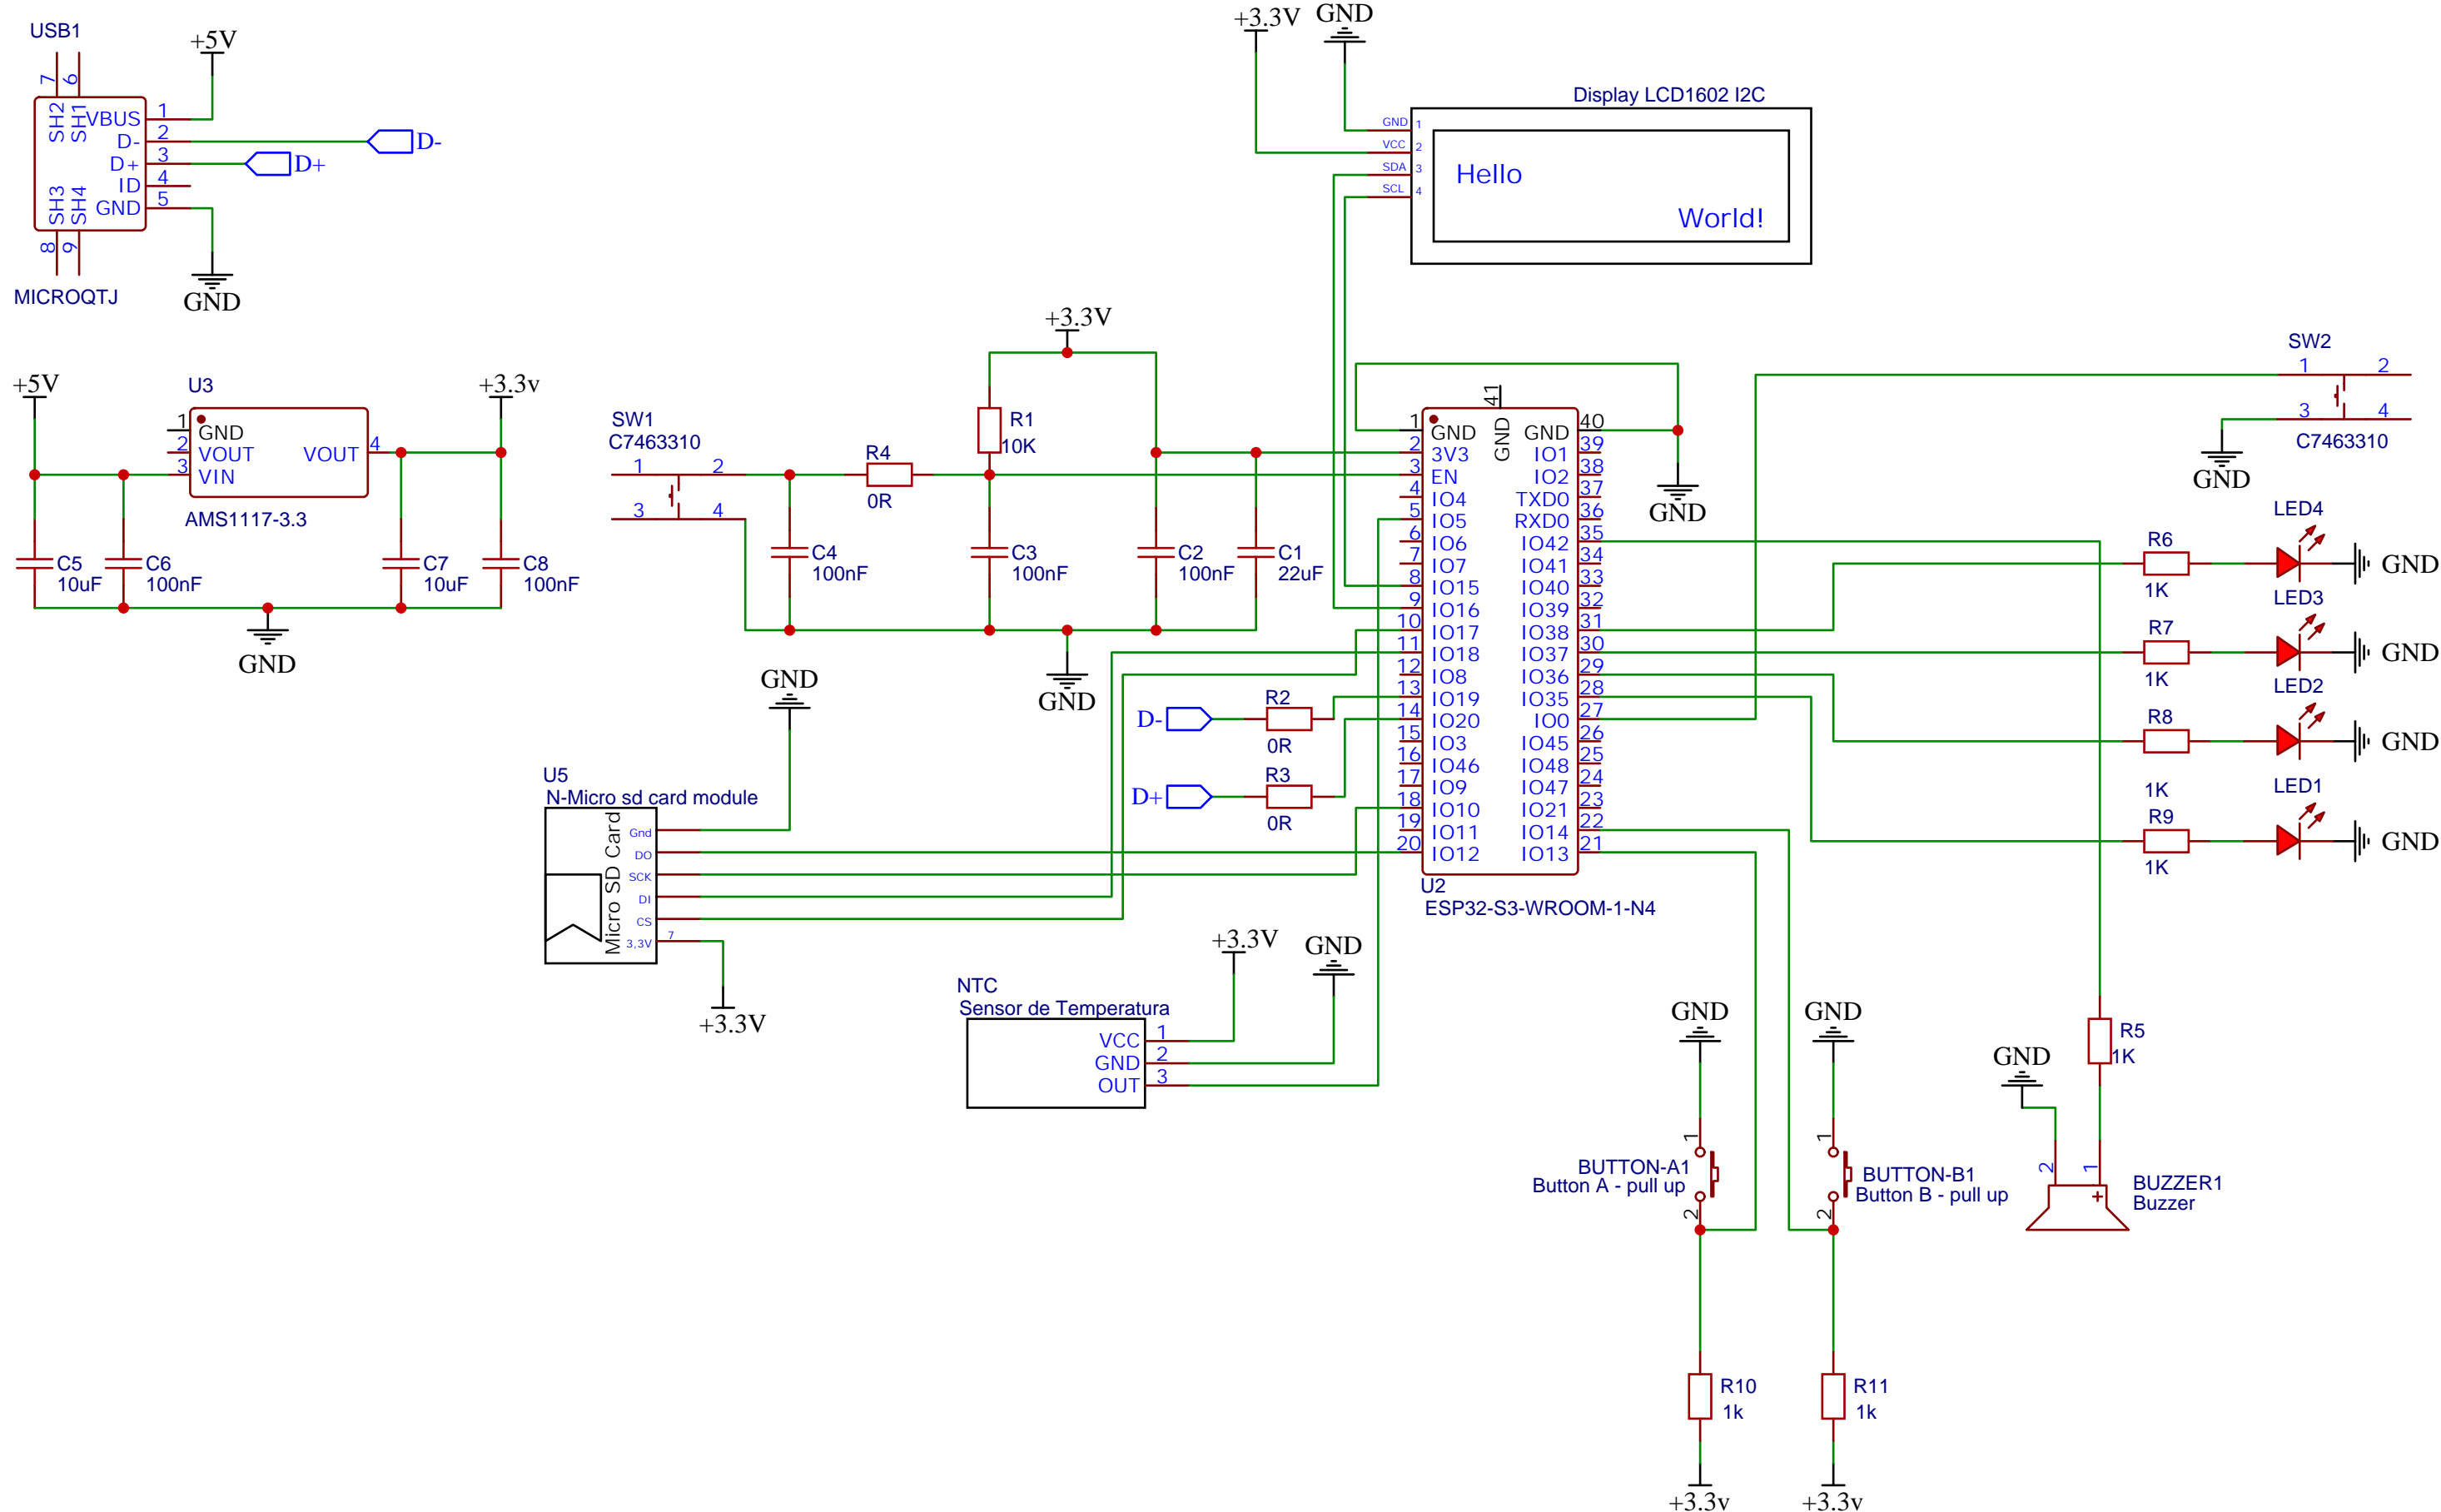 USB1
+5V
7
6
SH2
SH1
VBUS
1
D-
2
D+
3
ID
4
GND
5
SH3
SH4
8
9
D-
D+
GND
MICROQTJ
+3.3V
GND
Display LCD1602 I2C
GND 1
VCC 2
SDA 3
SCL 4
Hello
World!
+5V
U3
+3.3v
1
GND
2
VOUT
3
VIN
VOUT
4
AMS1117-3.3
C5
10uF
C6
100nF
C7
10uF
C8
100nF
GND
SW1
C7463310
1
2
3
4
R4
0R
+3.3V
R1
10K
C4
100nF
C3
100nF
C2
100nF
C1
22uF
GND
41
GND
1
GND
2
3V3
3
EN
4
IO4
5
IO5
6
IO6
7
IO7
8
IO15
9
IO16
10
IO17
11
IO18
12
IO8
13
IO19
14
IO20
15
IO3
16
IO46
17
IO9
18
IO10
19
IO11
20
IO12
GND
40
IO1
39
IO2
38
TXD0
37
RXD0
36
IO42
35
IO41
34
IO40
33
IO39
32
IO38
31
IO37
30
IO36
29
IO35
28
IO0
27
IO45
26
IO48
25
IO47
24
IO21
23
IO14
22
IO13
21
U2
ESP32-S3-WROOM-1-N4
GND
SW2
1
2
3
4
C7463310
GND
R6
1K
LED4
GND
R7
1K
LED3
GND
R8
1K
LED2
GND
R9
1K
LED1
GND
D-
R2
0R
D+
R3
0R
GND
U5
N-Micro sd card module
Micro SD Card
Gnd
DO
SCK
DI
CS
3,3V
7
+3.3V
NTC
Sensor de Temperatura
VCC
1
GND
2
OUT
3
+3.3V
GND
GND
1
BUTTON-A1
Button A - pull up
2
R10
1k
+3.3v
GND
1
BUTTON-B1
Button B - pull up
2
R11
1k
+3.3v
GND
R5
1K
2
1
+
BUZZER1
Buzzer